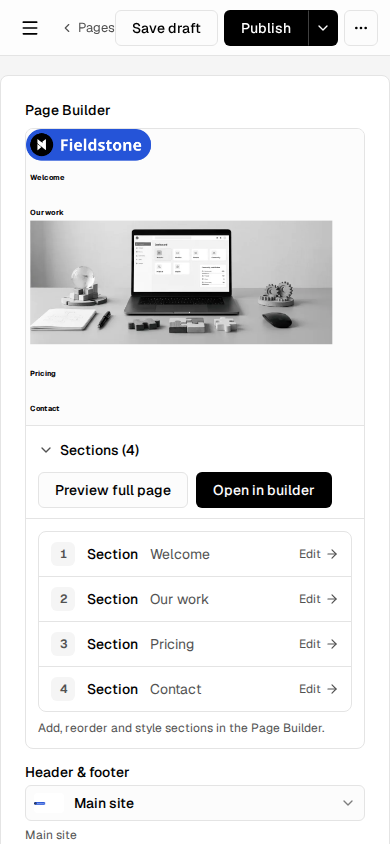 Pages
Save draft
Publish
Page Builder
Fieldstone
Welcome
Our work
Pricing
Contact
Sections (4)
Preview full page
Open in builder
1 Section Welcome Edit
2 Section Our work Edit
3 Section Pricing Edit
4 Section Contact Edit
Add, reorder and style sections in the Page Builder.
Header & footer
Main site
Main site